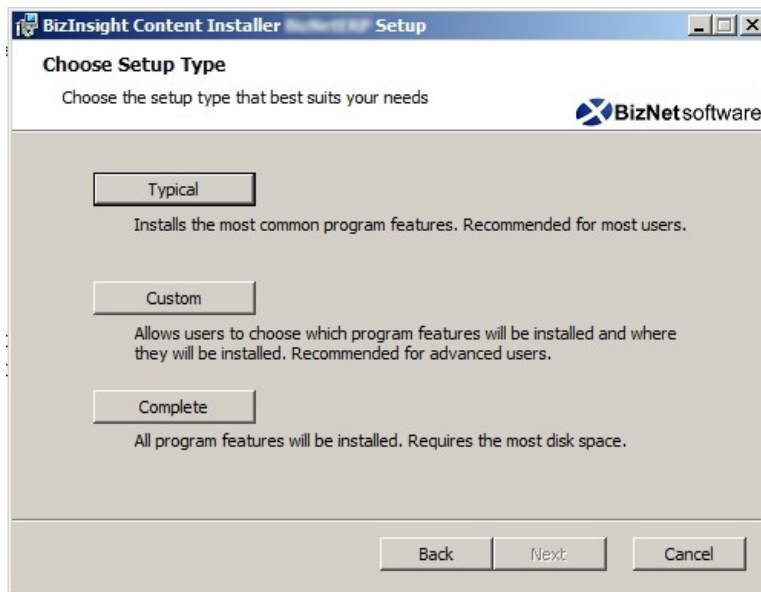 BizInsight Content Installer Setup
Choose Setup Type
Choose the setup type that best suits your needs
BizNetsoftware
Typical
Installs the most common program features. Recommended for most users.
Custom
Allows users to choose which program features will be installed and where
they will be installed. Recommended for advanced users.
Complete
All program features will be installed. Requires the most disk space.
Back Next Cancel